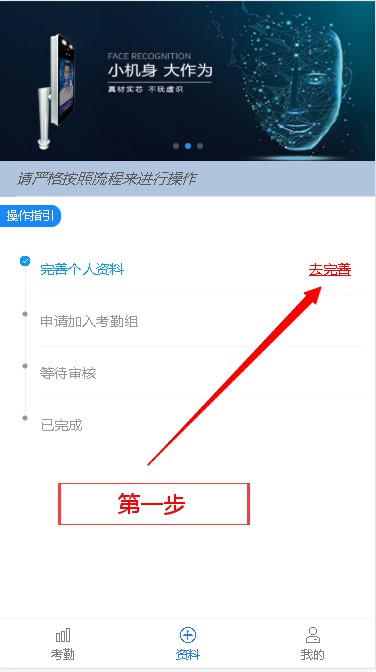 FACE RECOGNITION
小机身 大作为
真材实芯 不玩虚识
请严格按照流程来进行操作
操作指引
完善个人资料 去完善
申请加入考勤组
等待审核
已完成
第一步
考勤 资料 我的